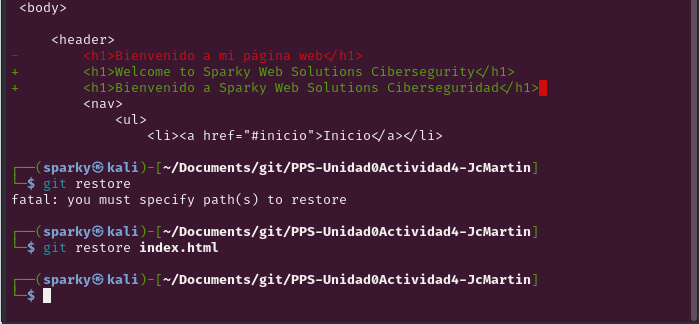 <body>
<header>
- <h1>Bienvenido a mi página web</h1>
+ <h1>Welcome to Sparky Web Solutions Cibersegurity</h1>
+ <h1>Bienvenido a Sparky Web Solutions Ciberseguridad</h1>
<nav>
<ul>
<li><a href="#inicio">Inicio</a></li>
┌──(sparky㉿kali)-[~/Documents/git/PPS-Unidad0Actividad4-JcMartin]
└─$ git restore
fatal: you must specify path(s) to restore
┌──(sparky㉿kali)-[~/Documents/git/PPS-Unidad0Actividad4-JcMartin]
└─$ git restore index.html
┌──(sparky㉿kali)-[~/Documents/git/PPS-Unidad0Actividad4-JcMartin]
└─$